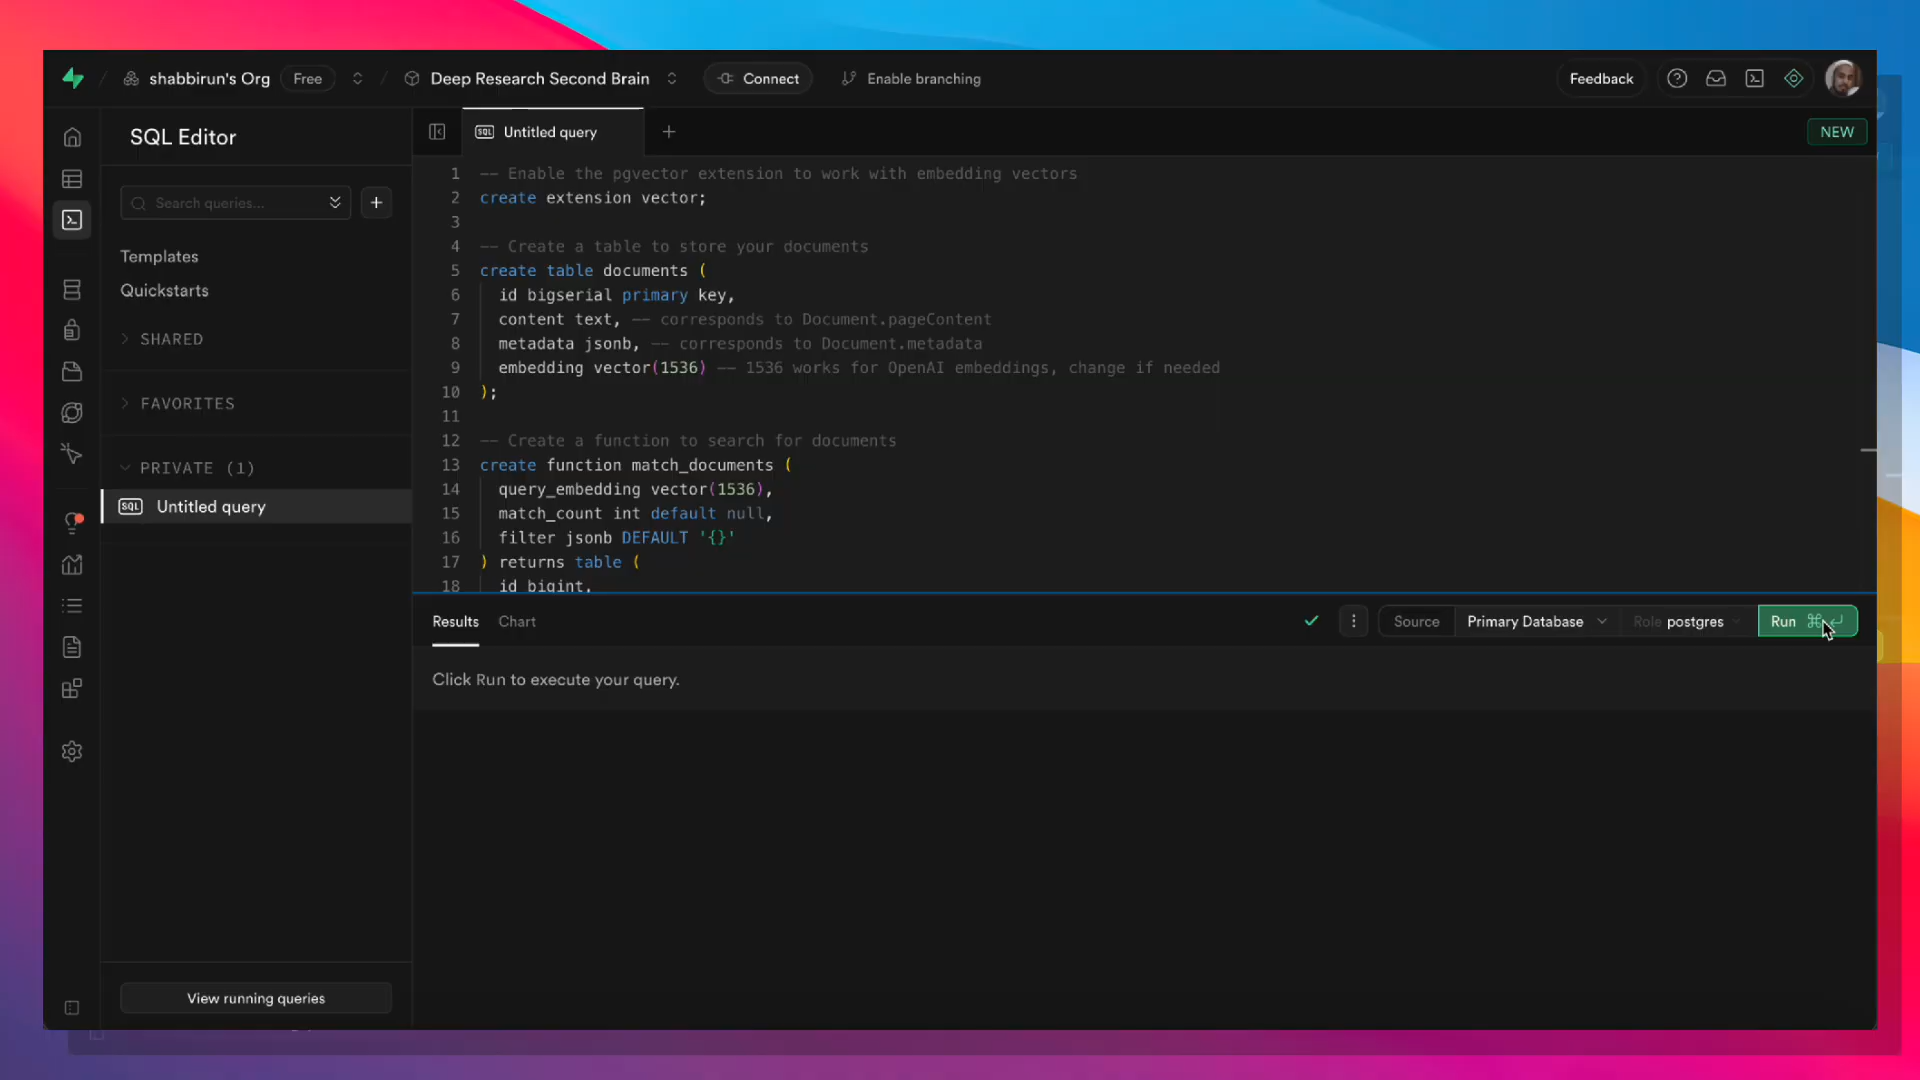 shabbirun's Org Free / Deep Research Second Brain Connect Enable branching Feedback
SQL Editor
Untitled query
NEW
Search queries...
Templates
Quickstarts
SHARED
FAVORITES
PRIVATE (1)
Untitled query
View running queries
1 -- Enable the pgvector extension to work with embedding vectors
2 create extension vector;
3
4 -- Create a table to store your documents
5 create table documents (
6 id bigserial primary key,
7 content text, -- corresponds to Document.pageContent
8 metadata jsonb, -- corresponds to Document.metadata
9 embedding vector(1536) -- 1536 works for OpenAI embeddings, change if needed
10 );
11
12 -- Create a function to search for documents
13 create function match_documents (
14 query_embedding vector(1536),
15 match_count int default null,
16 filter jsonb DEFAULT '{}'
17 ) returns table (
18 id bigint,
Results Chart Source Primary Database Role postgres Run ⌘↵
Click Run to execute your query.